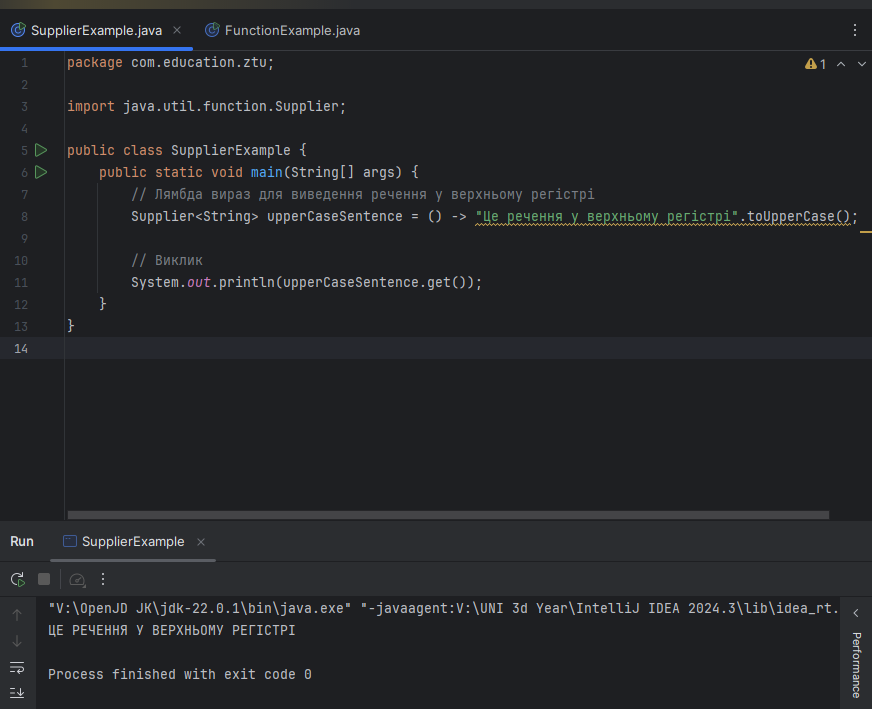 SupplierExample.java
FunctionExample.java
1 package com.education.ztu;
1
2
3 import java.util.function.Supplier;
4
5 public class SupplierExample {
6 public static void main(String[] args) {
7 // Лямбда вираз для виведення речення у верхньому регістрі
8 Supplier<String> upperCaseSentence = () -> "Це речення у верхньому регістрі".toUpperCase();
9
10 // Виклик
11 System.out.println(upperCaseSentence.get());
12 }
13 }
14
Run SupplierExample
"V:\OpenJD JK\jdk-22.0.1\bin\java.exe" "-javaagent:V:\UNI 3d Year\IntelliJ IDEA 2024.3\lib\idea_rt.
ЦЕ РЕЧЕННЯ У ВЕРХНЬОМУ РЕГІСТРІ
Process finished with exit code 0
Performance